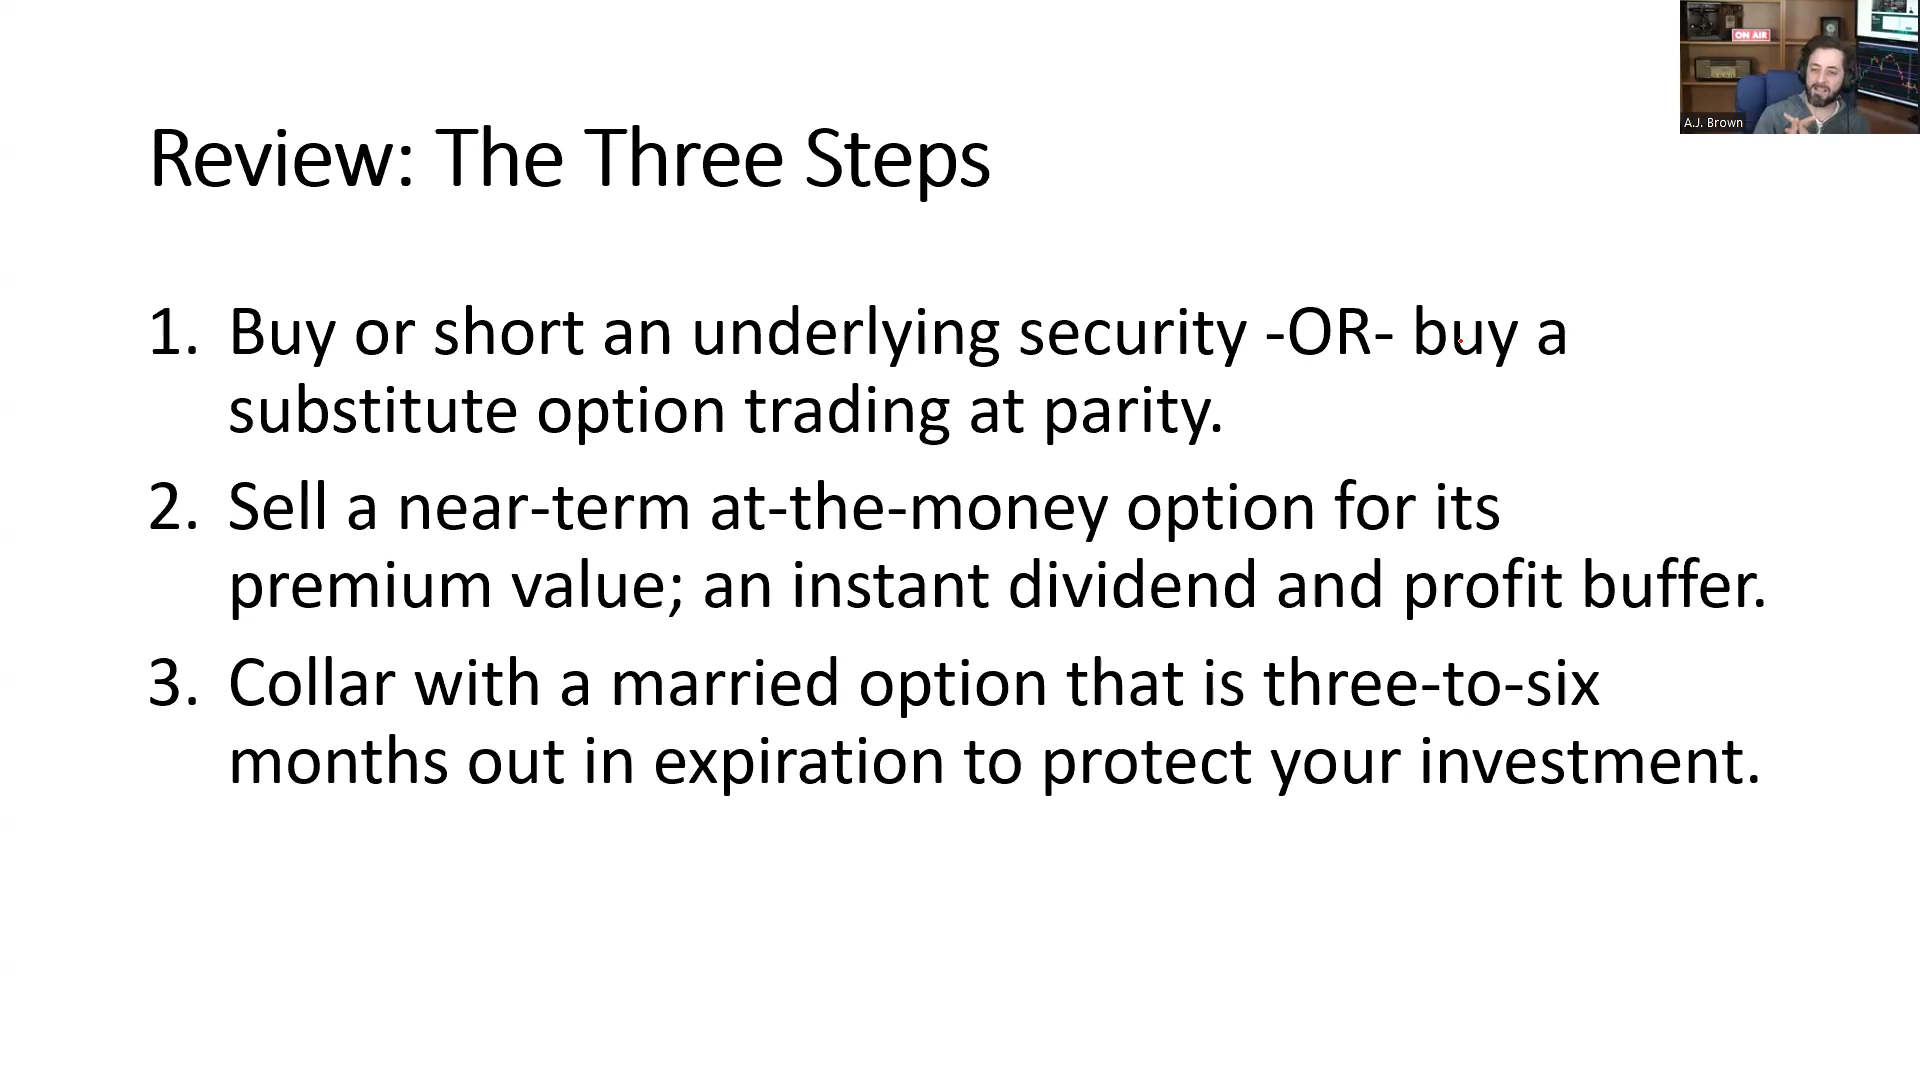 ON AIR
A.J. Brown
Review: The Three Steps
1. Buy or short an underlying security -OR- buy a
substitute option trading at parity.
2. Sell a near-term at-the-money option for its
premium value; an instant dividend and profit buffer.
3. Collar with a married option that is three-to-six
months out in expiration to protect your investment.